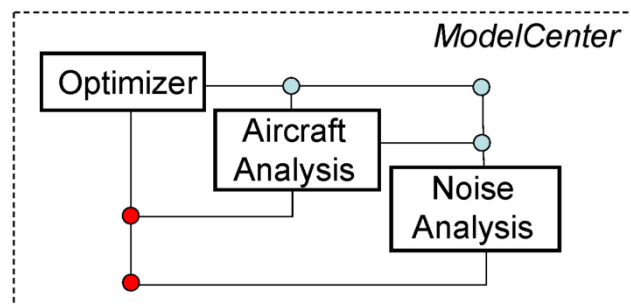 ModelCenter
Optimizer
Aircraft
Analysis
Noise
Analysis